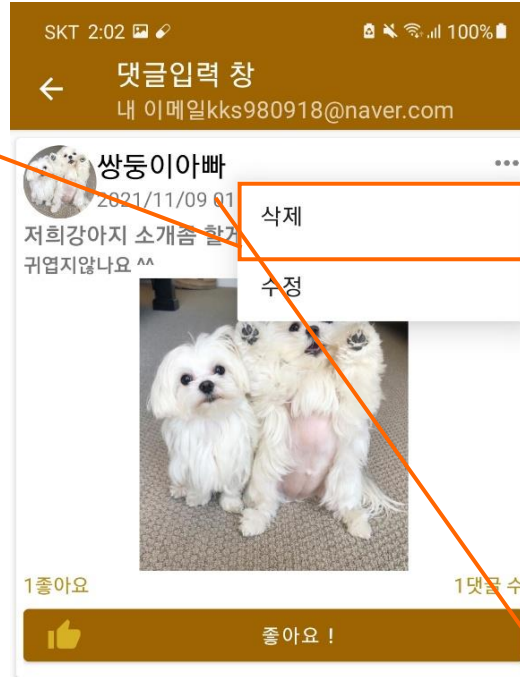 SKT 2:02 100%
댓글입력 창
내 이메일kks980918@naver.com
쌍둥이아빠
2021/11/09 01
삭제
저희강아지 소개좀 할
귀엽지않나요 ^^
수정
1좋아요
1댓글 수
좋아요 !